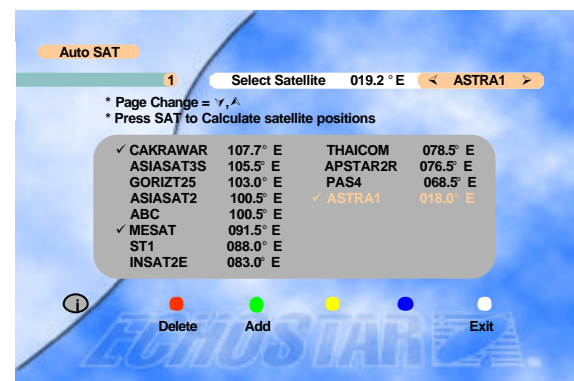 Auto SAT
1 Select Satellite 019.2 ° E ASTRA1
* Page Change = ⋎,⋏
* Press SAT to Calculate satellite positions
✓ CAKRAWAR 107.7° E THAICOM 078.5° E
ASIASAT3S 105.5° E APSTAR2R 076.5° E
GORIZT25 103.0° E PAS4 068.5° E
ASIASAT2 100.5° E ✓ ASTRA1 018.0° E
ABC 100.5° E
✓ MESAT 091.5° E
ST1 088.0° E
INSAT2E 083.0° E
i
Delete Add Exit
ECHOSTAR